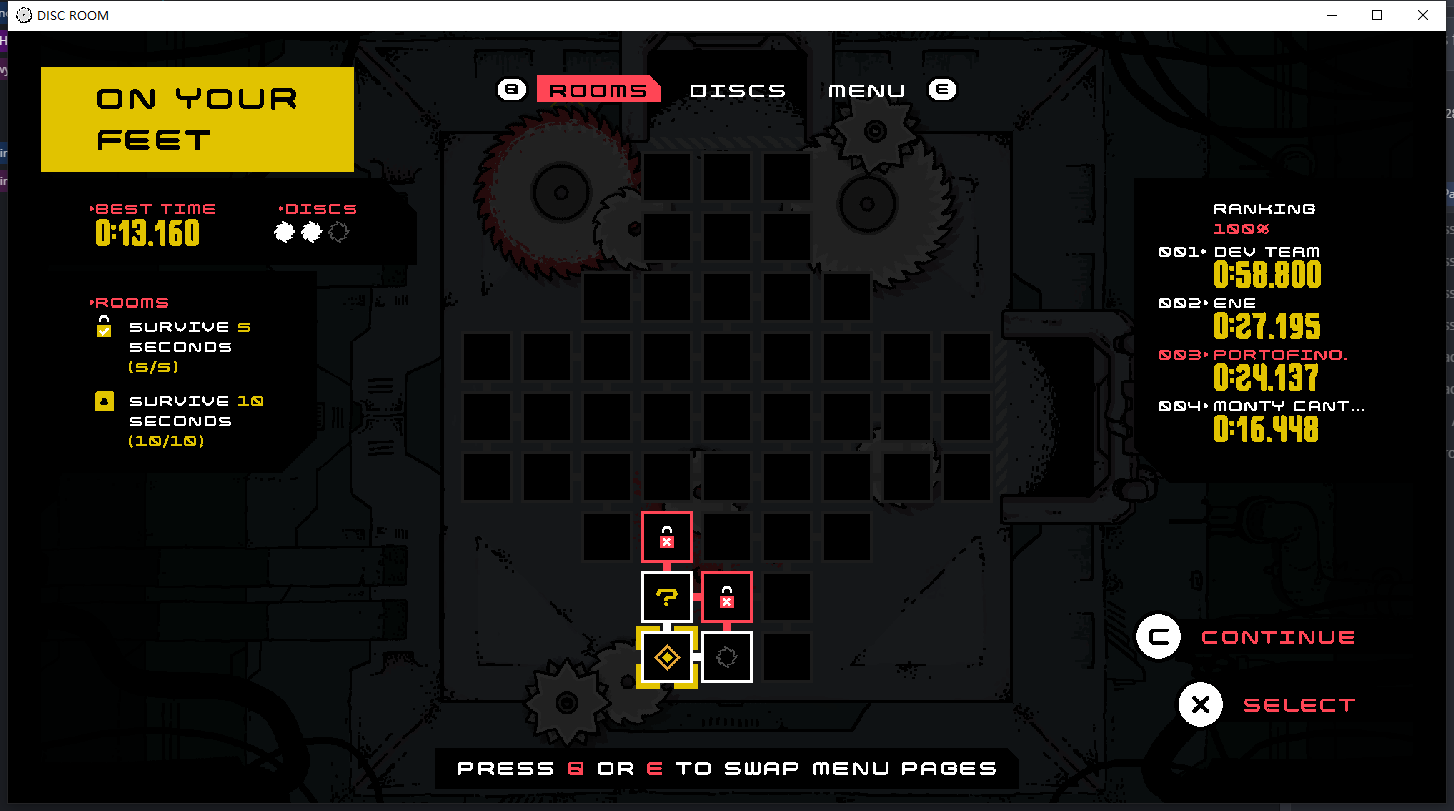 DISC ROOM
ON YOUR
FEET
Q ROOMS DISCS MENU E
BEST TIME
0:13.160
DISCS
ROOMS
SURVIVE 5
SECONDS
(5/5)
SURVIVE 10
SECONDS
(10/10)
?
RANKING
100%
001 DEV TEAM
0:58.800
002 ENE
0:27.195
003 PORTOFINO.
0:24.137
004 MONTY CANT...
0:16.448
C CONTINUE
X SELECT
PRESS Q OR E TO SWAP MENU PAGES